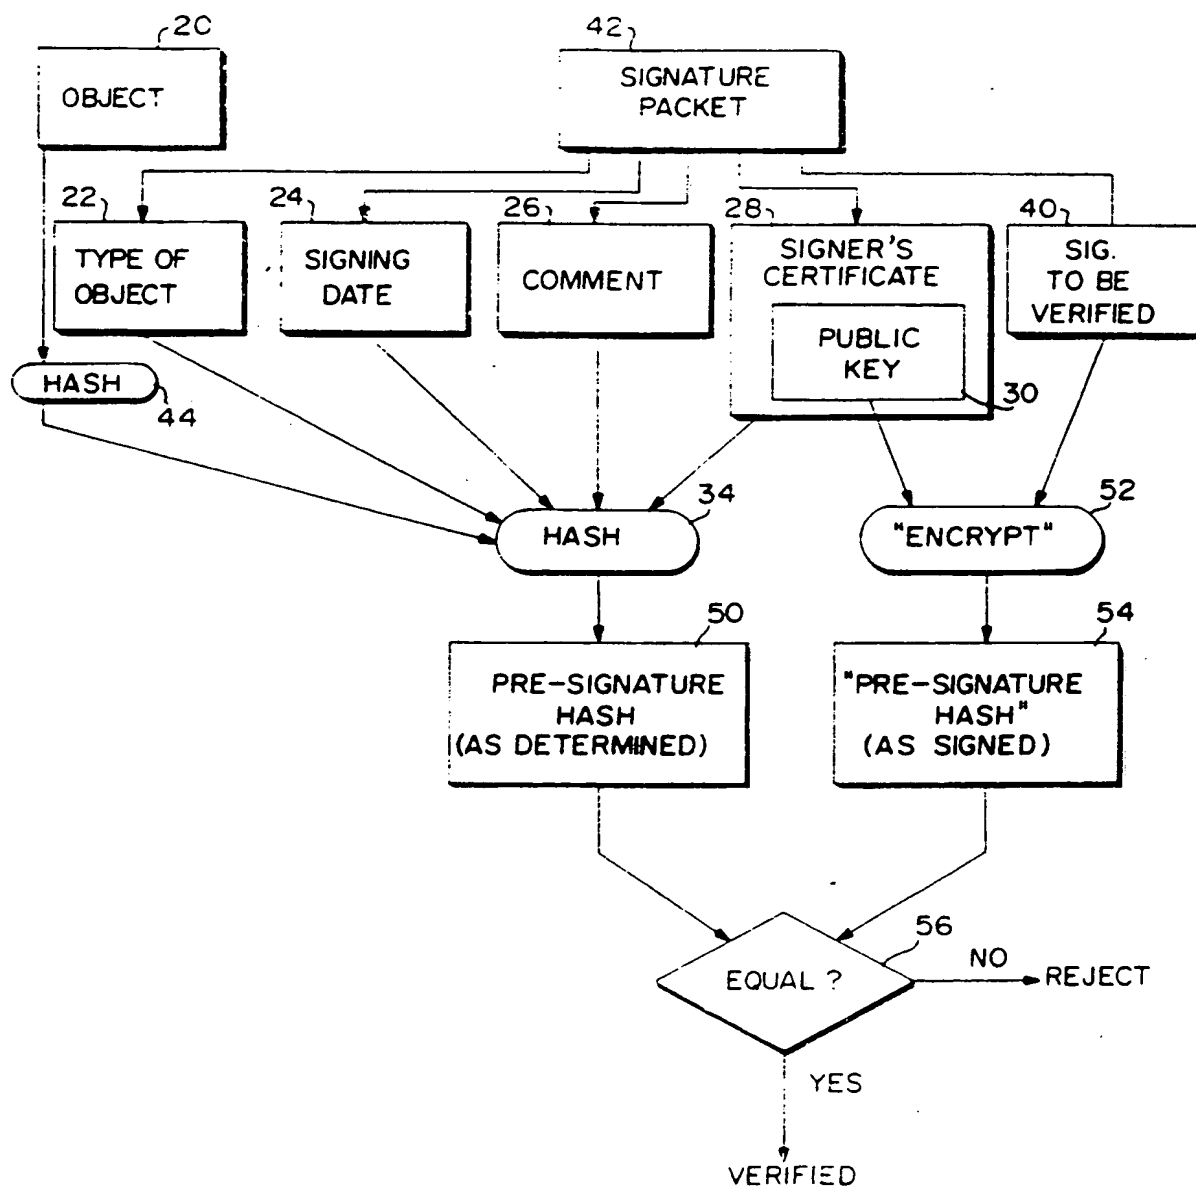 20
42
OBJECT
SIGNATURE
PACKET
22
24
26
28
40
TYPE OF
OBJECT
SIGNING
DATE
COMMENT
SIGNER'S
CERTIFICATE
PUBLIC
KEY
30
SIG.
TO BE
VERIFIED
HASH
44
HASH
34
"ENCRYPT"
52
50
54
PRE-SIGNATURE
HASH
(AS DETERMINED)
"PRE-SIGNATURE
HASH"
(AS SIGNED)
56
EQUAL ?
NO
REJECT
YES
VERIFIED